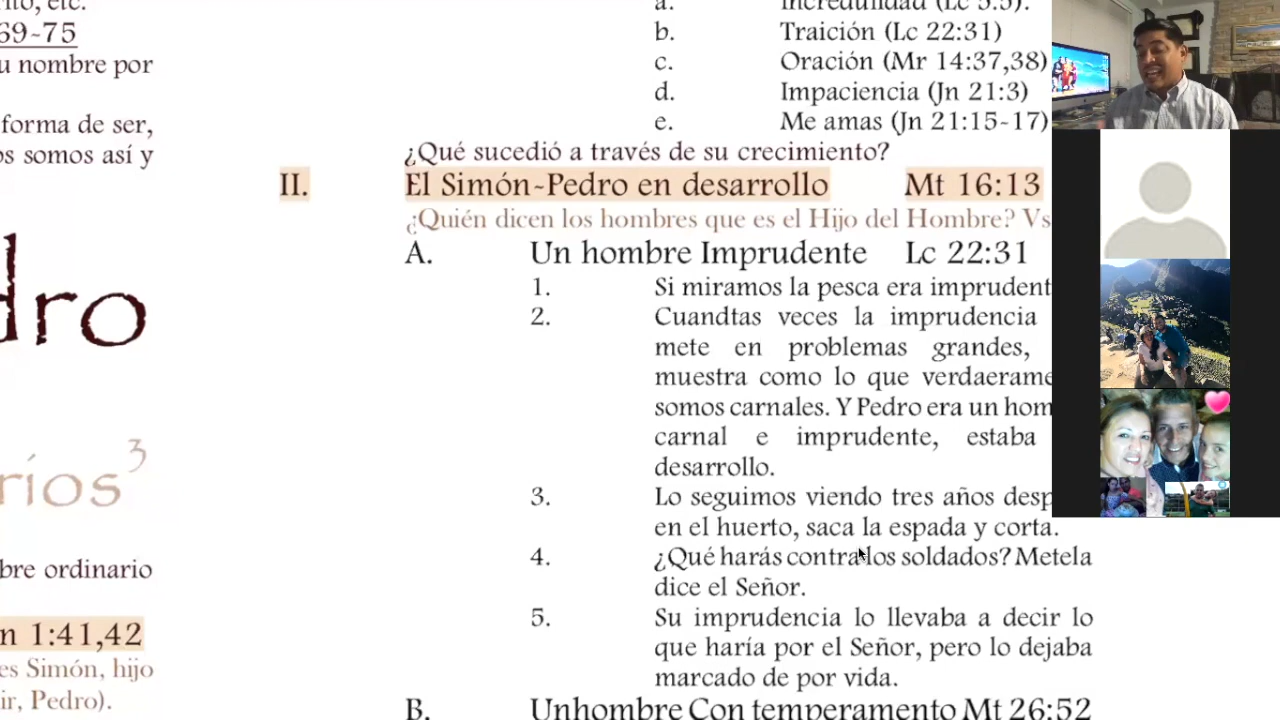 69-75
u nombre por
forma de ser,
os somos así y
dro
ríos³
bre ordinario
n 1:41,42
es Simón, hijo
ir, Pedro).
a. Incredulidad (Lc 5:5).
b. Traición (Lc 22:31)
c. Oración (Mr 14:37,38)
d. Impaciencia (Jn 21:3)
e. Me amas (Jn 21:15-17)
¿Qué sucedió a través de su crecimiento?
II. El Simón-Pedro en desarrollo Mt 16:13
¿Quién dicen los hombres que es el Hijo del Hombre? Vs
A. Un hombre Imprudente Lc 22:31
1. Si miramos la pesca era imprudent
2. Cuandtas veces la imprudencia
mete en problemas grandes,
muestra como lo que verdaerame
somos carnales. Y Pedro era un hom
carnal e imprudente, estaba
desarrollo.
3. Lo seguimos viendo tres años desp
en el huerto, saca la espada y corta.
4. ¿Qué harás contra los soldados? Metela
dice el Señor.
5. Su imprudencia lo llevaba a decir lo
que haría por el Señor, pero lo dejaba
marcado de por vida.
B. Unhombre Con temperamento Mt 26:52